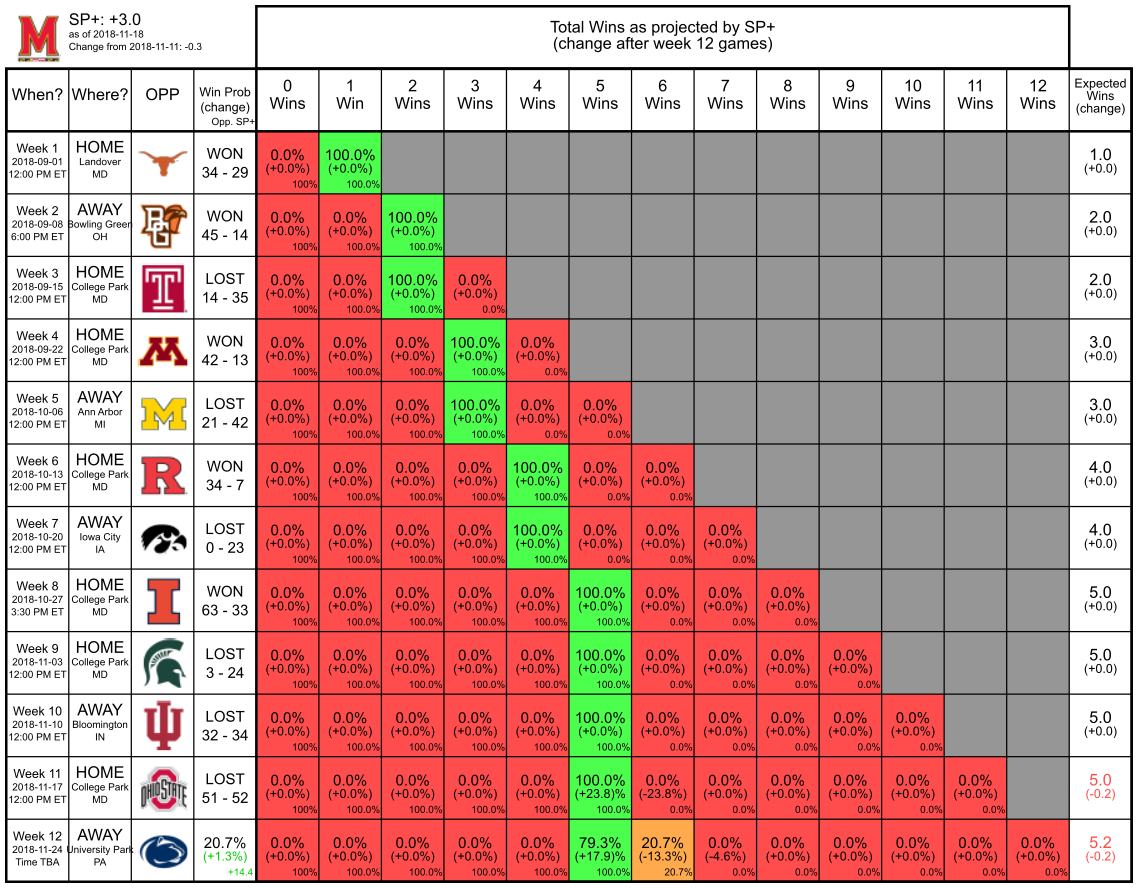 SP+: +3.0
as of 2018-11-18
Change from 2018-11-11: -0.3
Total Wins as projected by SP+
(change after week 12 games)
When? Where? OPP Win Prob (change) Opp. SP+ 0 Wins 1 Win 2 Wins 3 Wins 4 Wins 5 Wins 6 Wins 7 Wins 8 Wins 9 Wins 10 Wins 11 Wins 12 Wins Expected Wins (change)
Week 1 HOME WON 0.0% 100.0% 1.0
2018-09-01 Landover 34 - 29 (+0.0%) (+0.0%) (+0.0)
12:00 PM ET MD 100% 100.0%
Week 2 AWAY WON 0.0% 0.0% 100.0% 2.0
2018-09-08 Bowling Green BG 45 - 14 (+0.0%) (+0.0%) (+0.0%) (+0.0)
6:00 PM ET OH 100% 100.0% 100.0%
Week 3 HOME LOST 0.0% 0.0% 100.0% 0.0% 2.0
2018-09-15 College Park T 14 - 35 (+0.0%) (+0.0%) (+0.0%) (+0.0%) (+0.0)
12:00 PM ET MD 100% 100.0% 100.0% 0.0%
Week 4 HOME WON 0.0% 0.0% 0.0% 100.0% 0.0% 3.0
2018-09-22 College Park M 42 - 13 (+0.0%) (+0.0%) (+0.0%) (+0.0%) (+0.0%) (+0.0)
12:00 PM ET MD 100% 100.0% 100.0% 100.0% 0.0%
Week 5 AWAY LOST 0.0% 0.0% 0.0% 100.0% 0.0% 0.0% 3.0
2018-10-06 Ann Arbor M 21 - 42 (+0.0%) (+0.0%) (+0.0%) (+0.0%) (+0.0%) (+0.0%) (+0.0)
12:00 PM ET MI 100% 100.0% 100.0% 100.0% 0.0% 0.0%
Week 6 HOME WON 0.0% 0.0% 0.0% 0.0% 100.0% 0.0% 0.0% 4.0
2018-10-13 College Park R 34 - 7 (+0.0%) (+0.0%) (+0.0%) (+0.0%) (+0.0%) (+0.0%) (+0.0%) (+0.0)
12:00 PM ET MD 100% 100.0% 100.0% 100.0% 100.0% 0.0% 0.0%
Week 7 AWAY LOST 0.0% 0.0% 0.0% 0.0% 100.0% 0.0% 0.0% 0.0% 4.0
2018-10-20 Iowa City 0 - 23 (+0.0%) (+0.0%) (+0.0%) (+0.0%) (+0.0%) (+0.0%) (+0.0%) (+0.0%) (+0.0)
12:00 PM ET IA 100% 100.0% 100.0% 100.0% 100.0% 0.0% 0.0% 0.0%
Week 8 HOME WON 0.0% 0.0% 0.0% 0.0% 0.0% 100.0% 0.0% 0.0% 0.0% 5.0
2018-10-27 College Park I 63 - 33 (+0.0%) (+0.0%) (+0.0%) (+0.0%) (+0.0%) (+0.0%) (+0.0%) (+0.0%) (+0.0%) (+0.0)
3:30 PM ET MD 100% 100.0% 100.0% 100.0% 100.0% 100.0% 0.0% 0.0% 0.0%
Week 9 HOME LOST 0.0% 0.0% 0.0% 0.0% 0.0% 100.0% 0.0% 0.0% 0.0% 0.0% 5.0
2018-11-03 College Park 3 - 24 (+0.0%) (+0.0%) (+0.0%) (+0.0%) (+0.0%) (+0.0%) (+0.0%) (+0.0%) (+0.0%) (+0.0%) (+0.0)
12:00 PM ET MD 100% 100.0% 100.0% 100.0% 100.0% 100.0% 0.0% 0.0% 0.0% 0.0%
Week 10 AWAY LOST 0.0% 0.0% 0.0% 0.0% 0.0% 100.0% 0.0% 0.0% 0.0% 0.0% 0.0% 5.0
2018-11-10 Bloomington IU 32 - 34 (+0.0%) (+0.0%) (+0.0%) (+0.0%) (+0.0%) (+0.0%) (+0.0%) (+0.0%) (+0.0%) (+0.0%) (+0.0%) (+0.0)
12:00 PM ET IN 100% 100.0% 100.0% 100.0% 100.0% 100.0% 0.0% 0.0% 0.0% 0.0% 0.0%
Week 11 HOME LOST 0.0% 0.0% 0.0% 0.0% 0.0% 100.0% 0.0% 0.0% 0.0% 0.0% 0.0% 0.0% 5.0
2018-11-17 College Park OHIO STATE 51 - 52 (+0.0%) (+0.0%) (+0.0%) (+0.0%) (+0.0%) (+23.8)% (-23.8%) (+0.0%) (+0.0%) (+0.0%) (+0.0%) (+0.0%) (-0.2)
12:00 PM ET MD 100% 100.0% 100.0% 100.0% 100.0% 100.0% 0.0% 0.0% 0.0% 0.0% 0.0% 0.0%
Week 12 AWAY 20.7% 0.0% 0.0% 0.0% 0.0% 0.0% 79.3% 20.7% 0.0% 0.0% 0.0% 0.0% 0.0% 0.0% 5.2
2018-11-24 University Park (+1.3%) (+0.0%) (+0.0%) (+0.0%) (+0.0%) (+0.0%) (+17.9)% (-13.3%) (-4.6%) (+0.0%) (+0.0%) (+0.0%) (+0.0%) (+0.0%) (-0.2)
Time TBA PA +14.4 100% 100.0% 100.0% 100.0% 100.0% 100.0% 20.7% 0.0% 0.0% 0.0% 0.0% 0.0% 0.0%